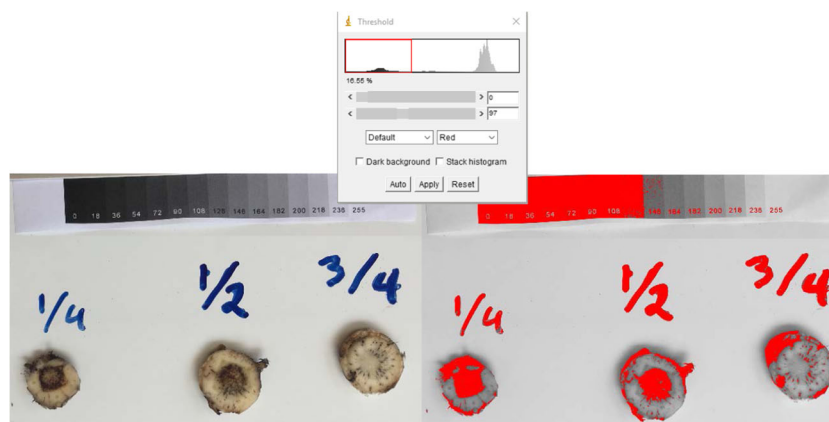 Threshold
16.55 %
0
97
Default Red
Dark background Stack histogram
Auto Apply Reset
0 18 36 54 72 90 108 126 146 164 182 200 218 236 255
0 18 36 54 72 90 108 146 164 182 200 218 236 255
1/4 1/2 3/4
1/4 1/2 3/4